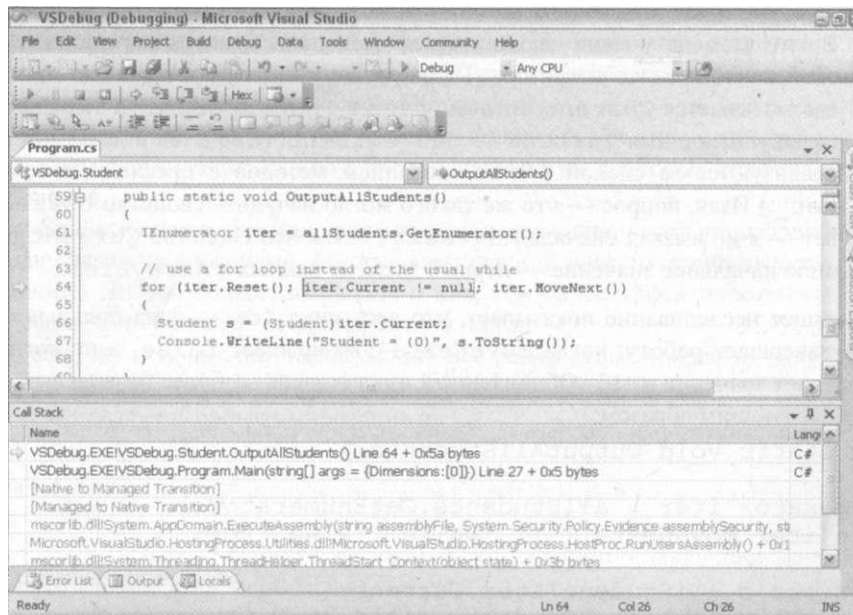 VSDebug (Debugging) - Microsoft Visual Studio
File Edit View Project Build Debug Data Tools Window Community Help
Debug Any CPU
Hex
Program.cs
VSDebug.Student OutputAllStudents()
59 public static void OutputAllStudents()
60 {
61 IEnumerator iter = allStudents.GetEnumerator();
62
63 // use a for loop instead of the usual while
64 for (iter.Reset(); iter.Current != null; iter.MoveNext())
65 {
66 Student s = (Student)iter.Current;
67 Console.WriteLine("Student = {0}", s.ToString());
68
69
Call Stack
Name Lang
VSDebug.EXE!VSDebug.Student.OutputAllStudents() Line 64 + 0x5a bytes C#
VSDebug.EXE!VSDebug.Program.Main(string[] args = {Dimensions:[0]}) Line 27 + 0x5 bytes C#
[Native to Managed Transition]
[Managed to Native Transition]
mscorlib.dll!System.AppDomain.ExecuteAssembly(string assemblyFile, System.Security.Policy.Evidence assemblySecurity, st
Microsoft.VisualStudio.HostingProcess.Utilities.dll!Microsoft.VisualStudio.HostingProcess.HostProc.RunUsersAssembly() + 0x1
mscorlib.dll!System.Threading.ThreadHelper.ThreadStart_Context(object state) + 0x3b bytes
Error List Output Locals
Ready Ln 64 Col 26 Ch 26 INS